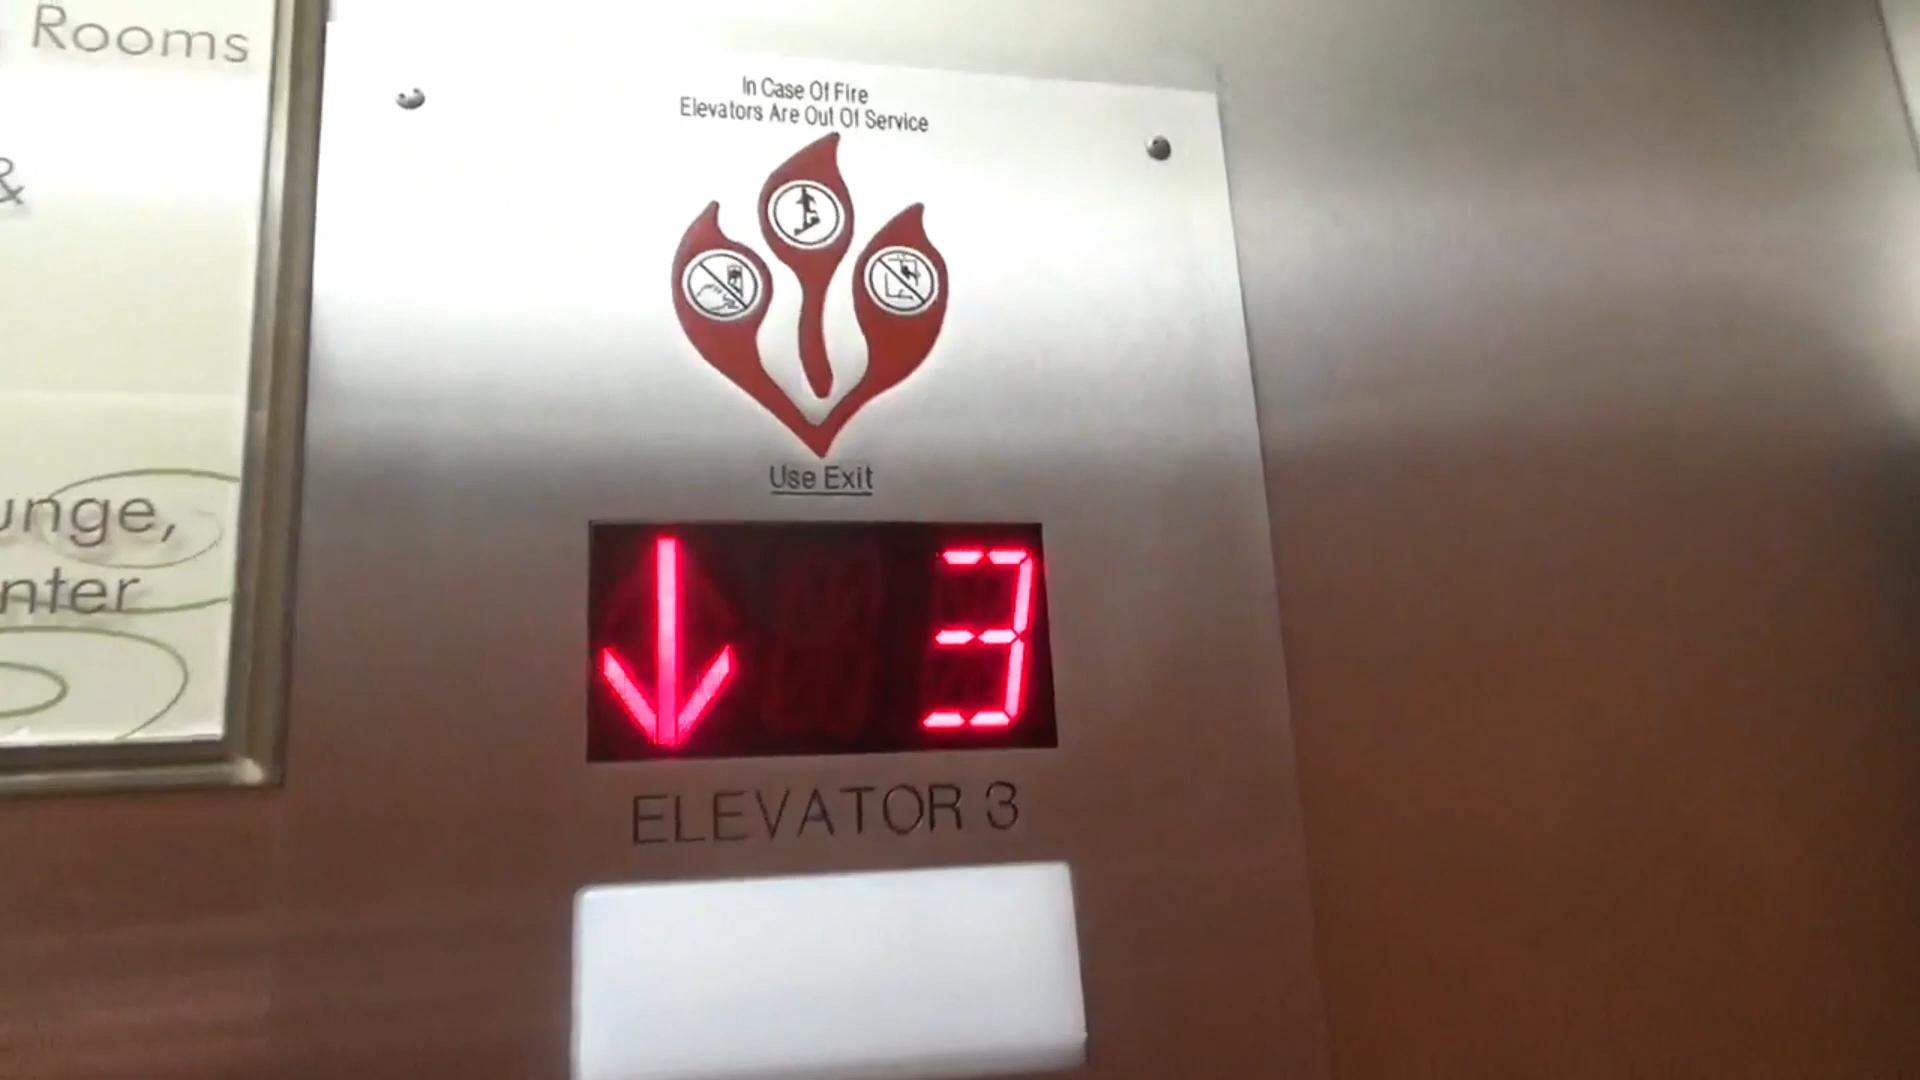 Rooms
&
unge,
nter
In Case Of Fire
Elevators Are Out Of Service
Use Exit
3
ELEVATOR 3